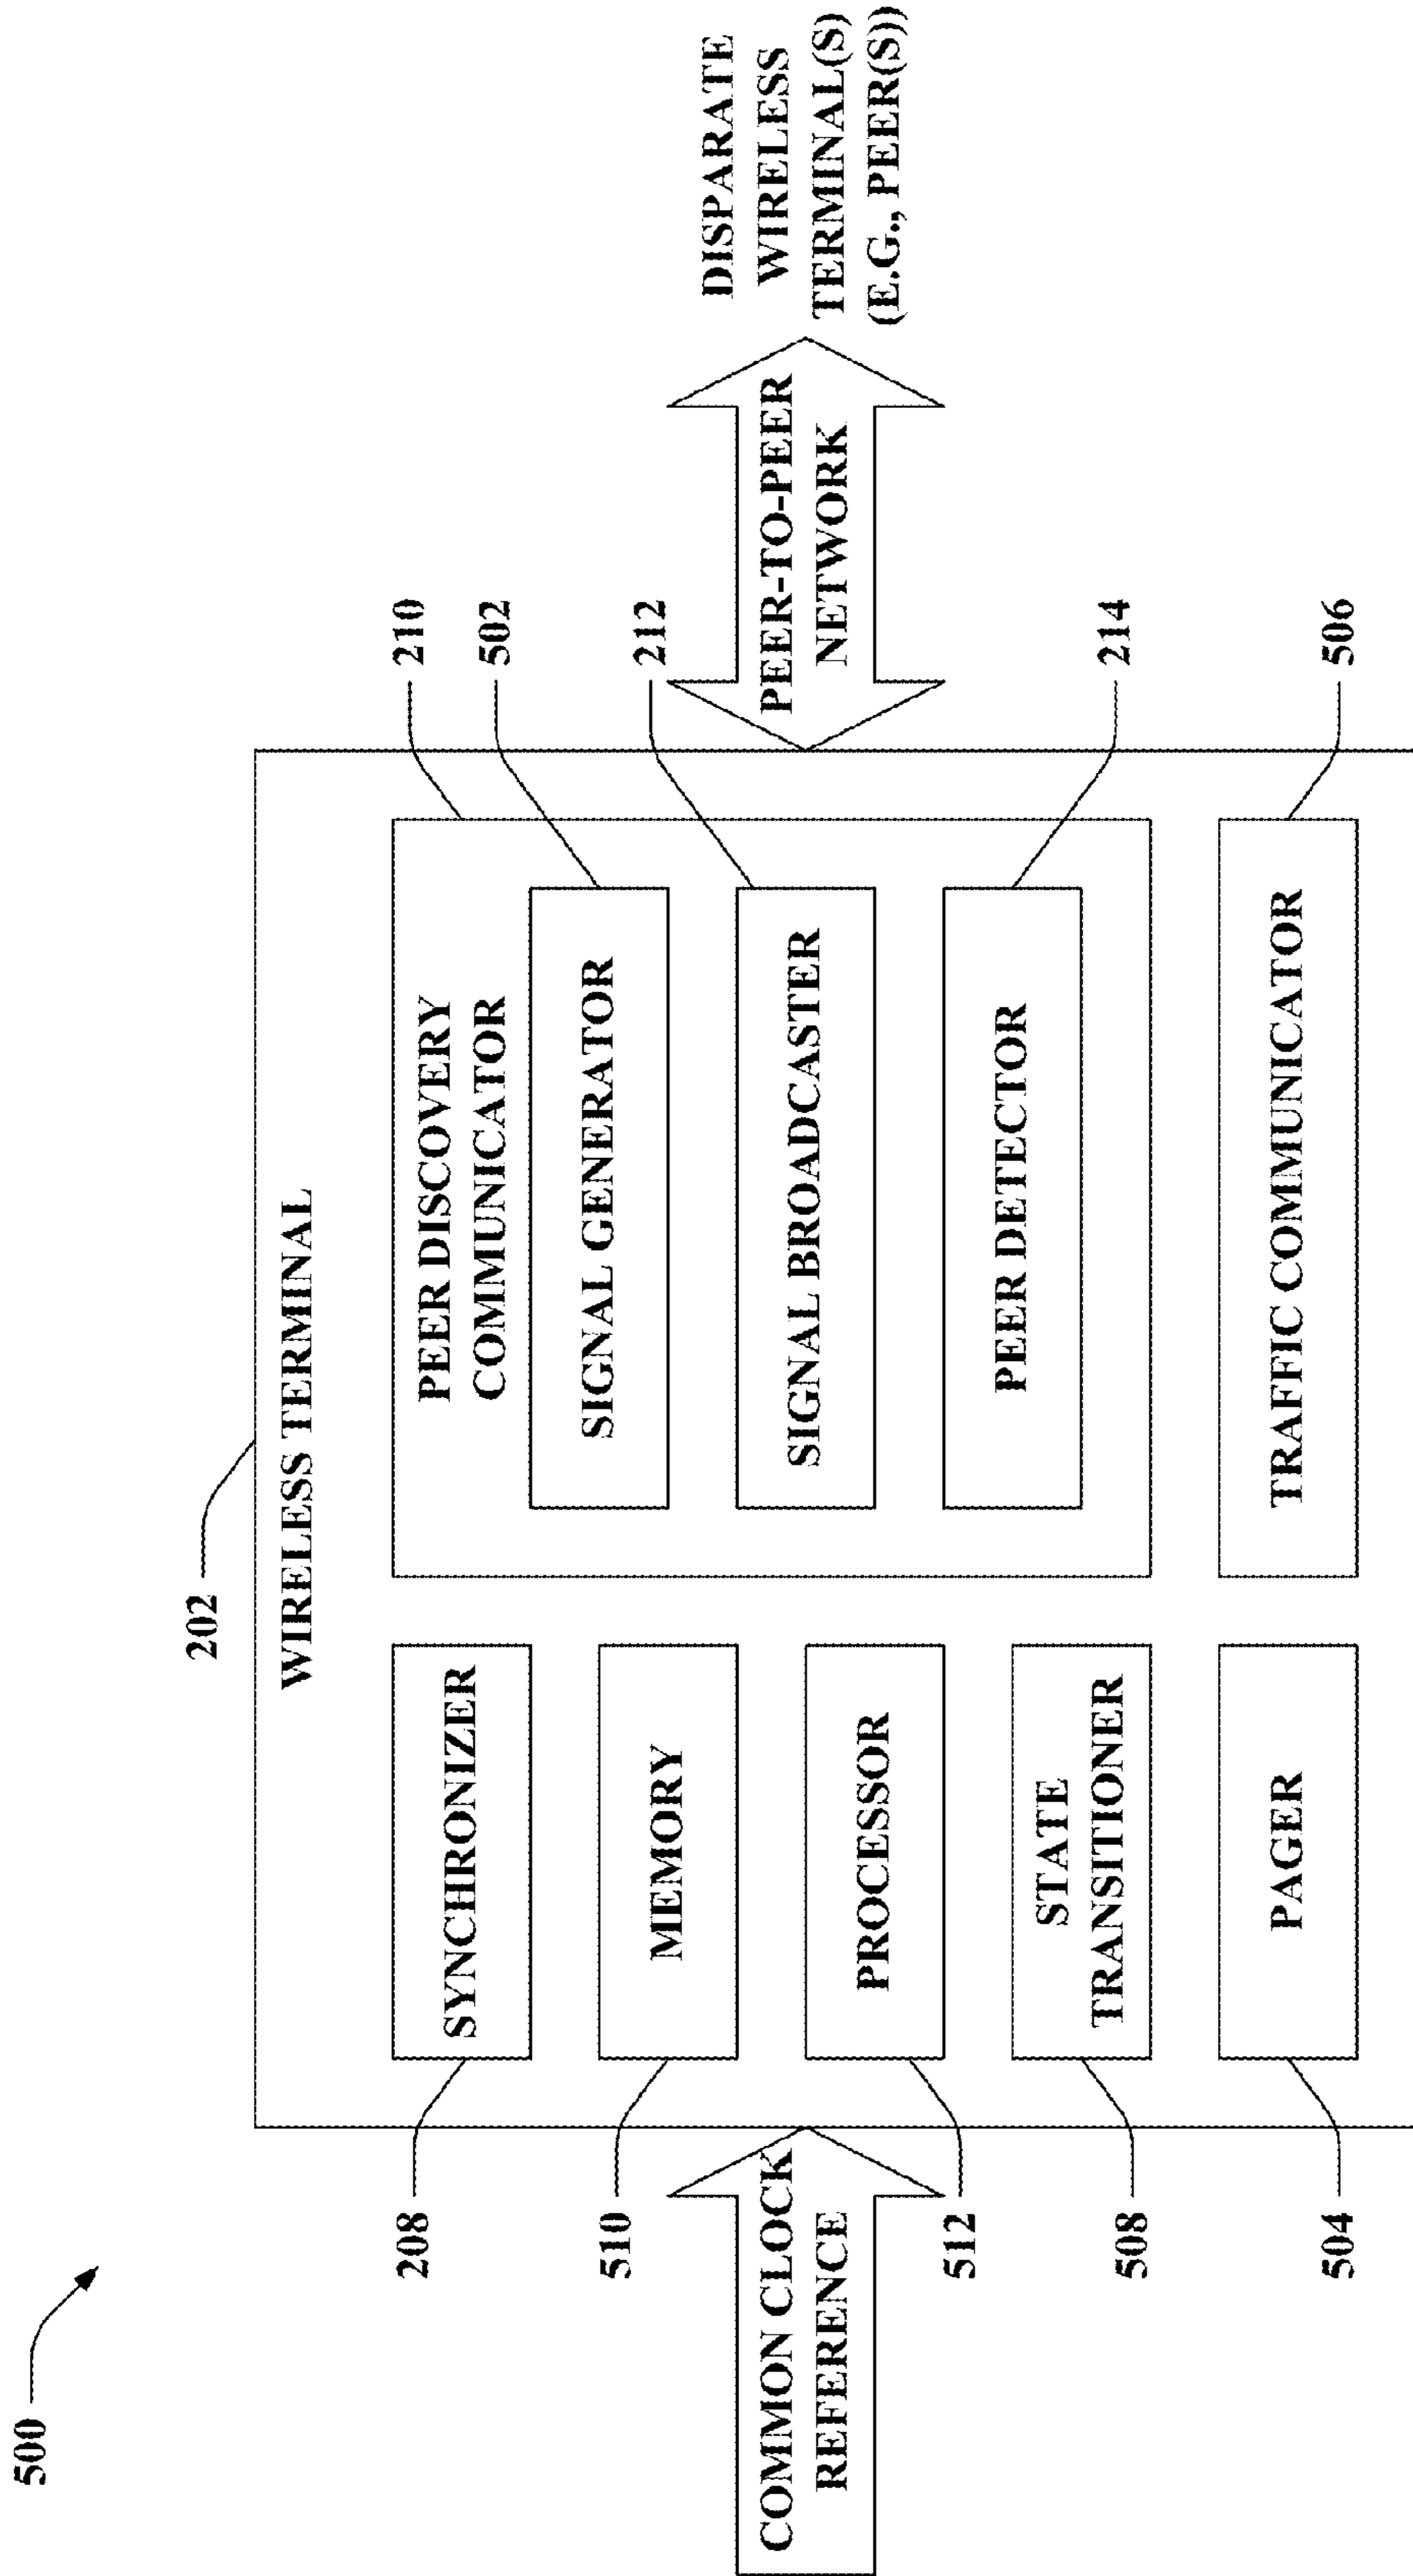 500
202
WIRELESS TERMINAL
208
SYNCHRONIZER
510
MEMORY
COMMON CLOCK
REFERENCE
512
PROCESSOR
508
STATE
TRANSITIONER
504
PAGER
210
PEER DISCOVERY
COMMUNICATOR
502
SIGNAL GENERATOR
212
SIGNAL BROADCASTER
214
PEER DETECTOR
506
TRAFFIC COMMUNICATOR
PEER-TO-PEER
NETWORK
DISPARATE
WIRELESS
TERMINAL(S)
(E.G., PEER(S))